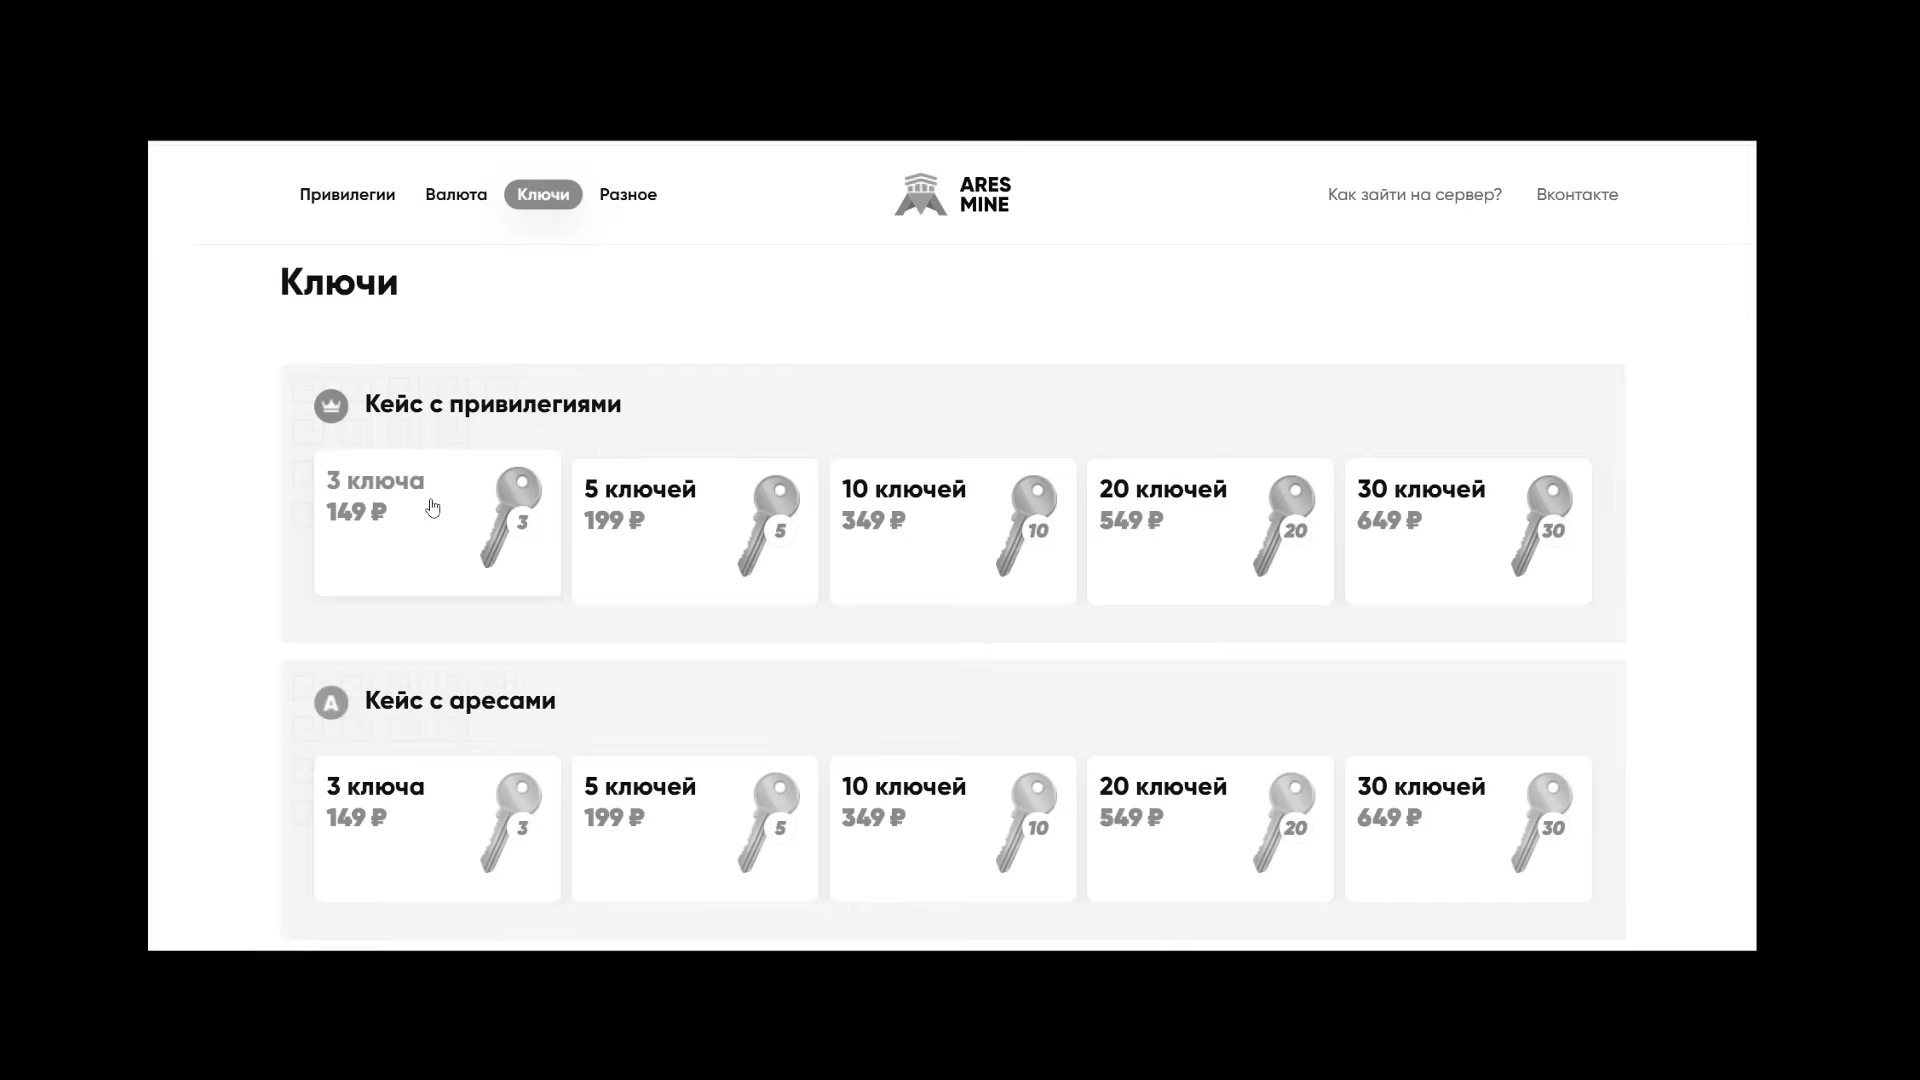 Привилегии Валюта Ключи Разное
ARES
MINE
Как зайти на сервер? Вконтакте
Ключи
Кейс с привилегиями
3 ключа
149 ₽
3
5 ключей
199 ₽
5
10 ключей
349 ₽
10
20 ключей
549 ₽
20
30 ключей
649 ₽
30
A Кейс с аресами
3 ключа
149 ₽
3
5 ключей
199 ₽
5
10 ключей
349 ₽
10
20 ключей
549 ₽
20
30 ключей
649 ₽
30